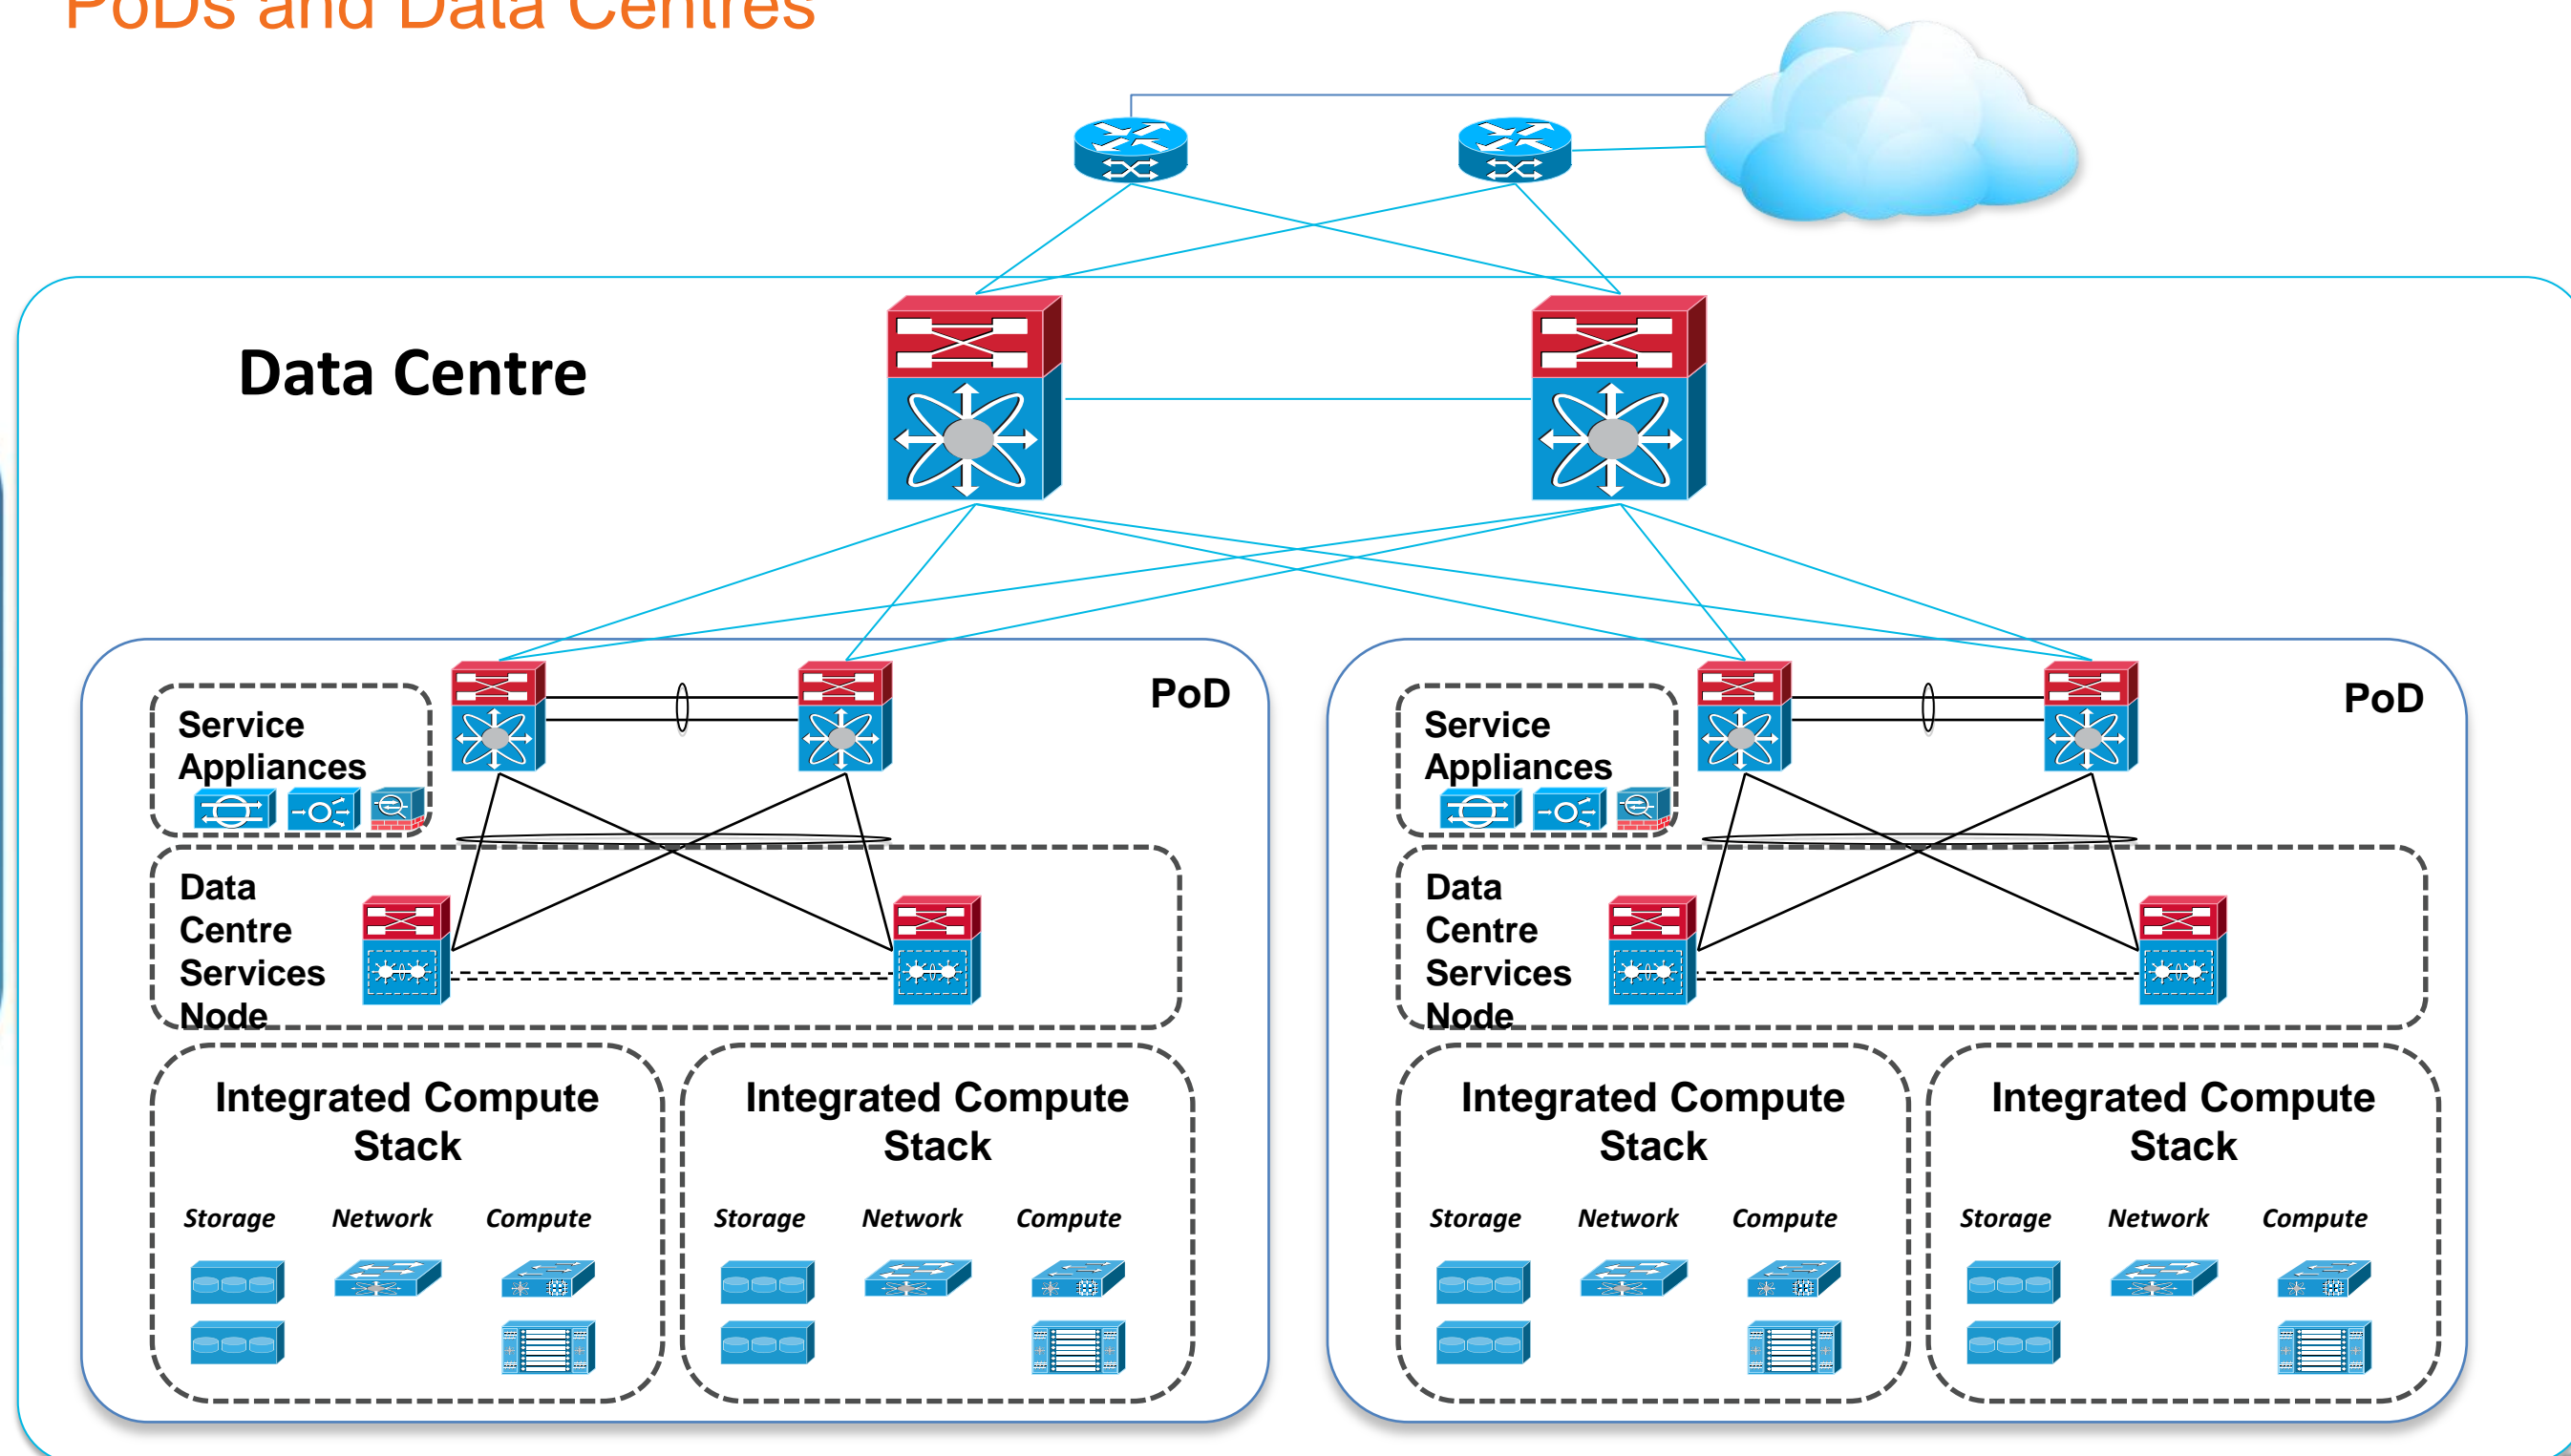 PoDs and Data Centres
Data Centre
PoD
Service
Appliances
Data
Centre
Services
Node
Integrated Compute
Stack
Storage Network Compute
Integrated Compute
Stack
Storage Network Compute
PoD
Service
Appliances
Data
Centre
Services
Node
Integrated Compute
Stack
Storage Network Compute
Integrated Compute
Stack
Storage Network Compute